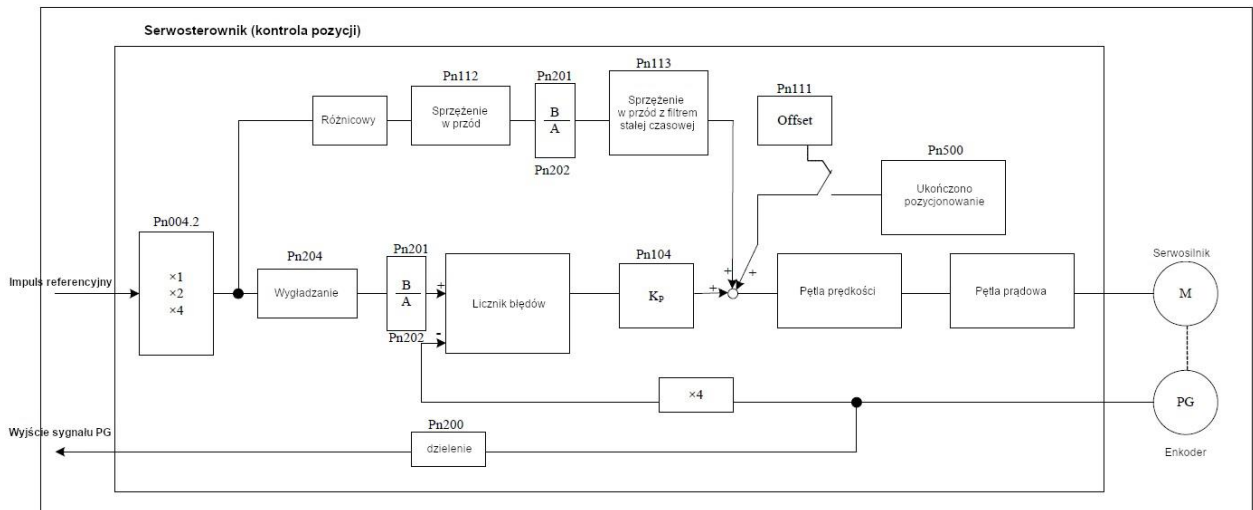 Serwosterownik (kontrola pozycji)
Pn112
Pn201
Pn113
Pn111
Różnicowy
Sprzężenie
w przód
B
A
Pn202
Sprzężenie
w przód z filtrem
stałej czasowej
Offset
Pn500
Ukończono
pozycjonowanie
Pn004.2
×1
×2
×4
Impuls referencyjny
Pn204
Wygładzanie
Pn201
B
A
Pn202
+
-
Licznik błędów
Pn104
KP
+
+
+
Pętla prędkości
Pętla prądowa
Serwosilnik
M
×4
PG
Enkoder
Wyjście sygnału PG
Pn200
dzielenie